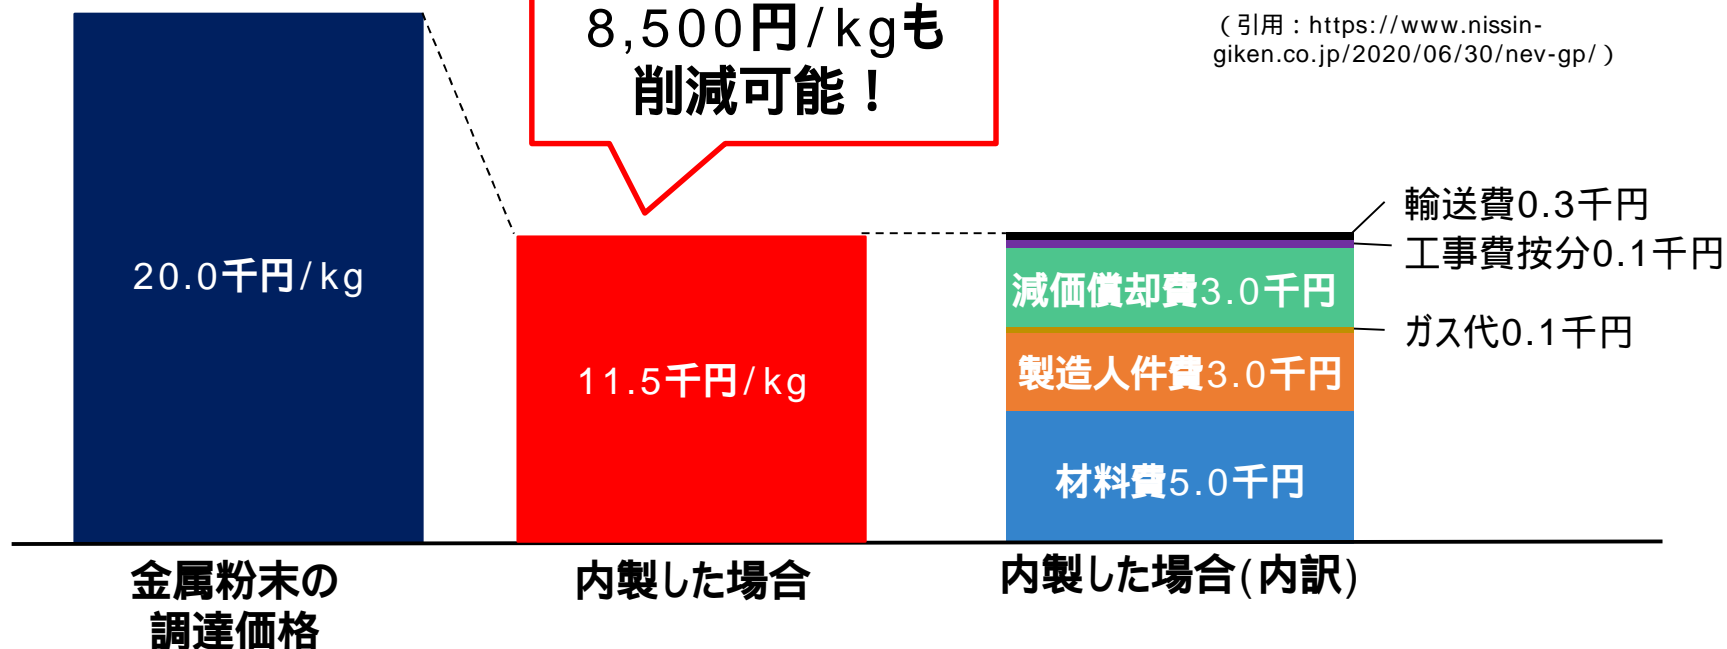 8,500円/kgも
削減可能！
（引用：https://www.nissin-
giken.co.jp/2020/06/30/nev-gp/）
20.0千円/kg
11.5千円/kg
輸送費0.3千円
工事費按分0.1千円
減価償却費3.0千円
ガス代0.1千円
製造人件費3.0千円
材料費5.0千円
金属粉末の
調達価格
内製した場合
内製した場合(内訳)